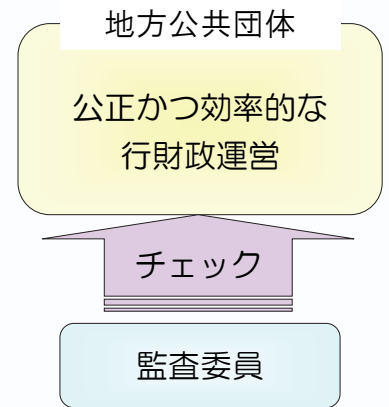 地方公共団体
公正かつ効率的な
行財政運営
チェック
監査委員